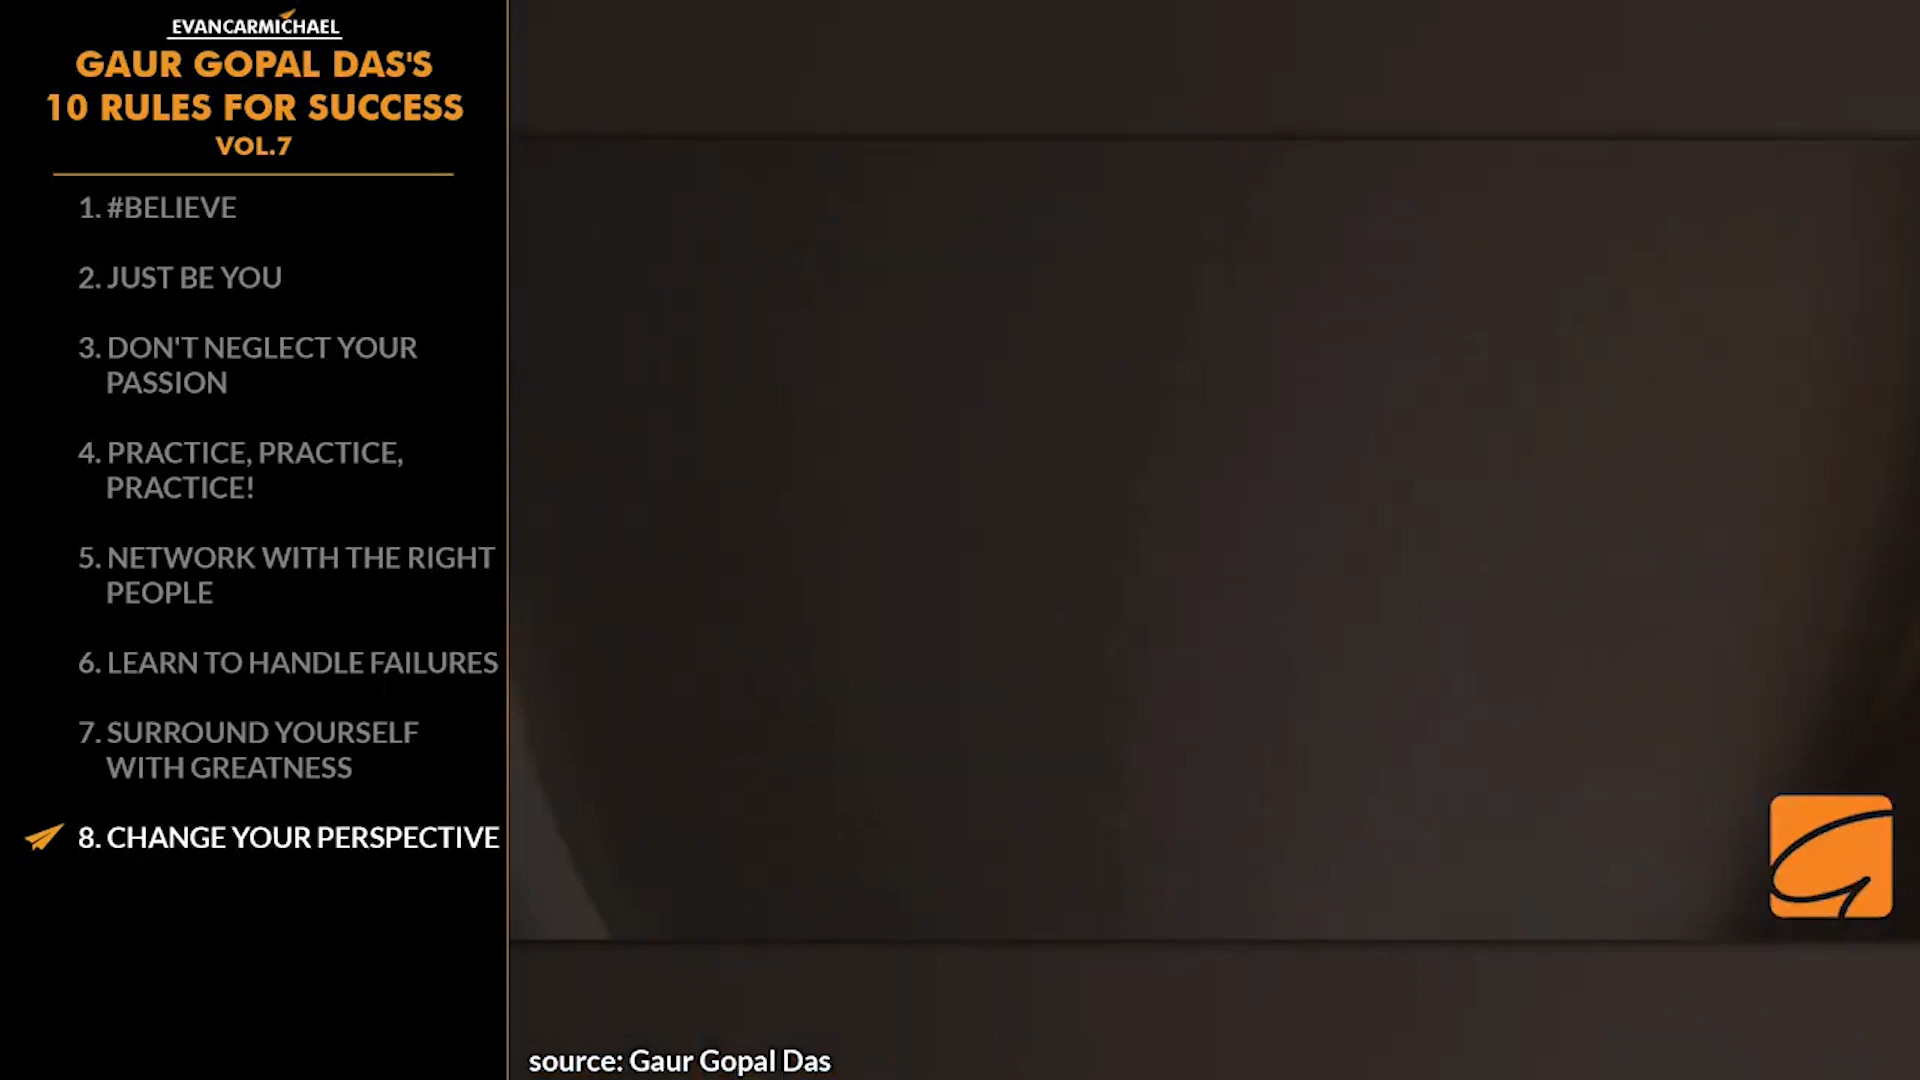 EVANCARMICHAEL
GAUR GOPAL DAS'S
10 RULES FOR SUCCESS
VOL.7
1. #BELIEVE
2. JUST BE YOU
3. DON'T NEGLECT YOUR
PASSION
4. PRACTICE, PRACTICE,
PRACTICE!
5. NETWORK WITH THE RIGHT
PEOPLE
6. LEARN TO HANDLE FAILURES
7. SURROUND YOURSELF
WITH GREATNESS
8. CHANGE YOUR PERSPECTIVE
source: Gaur Gopal Das